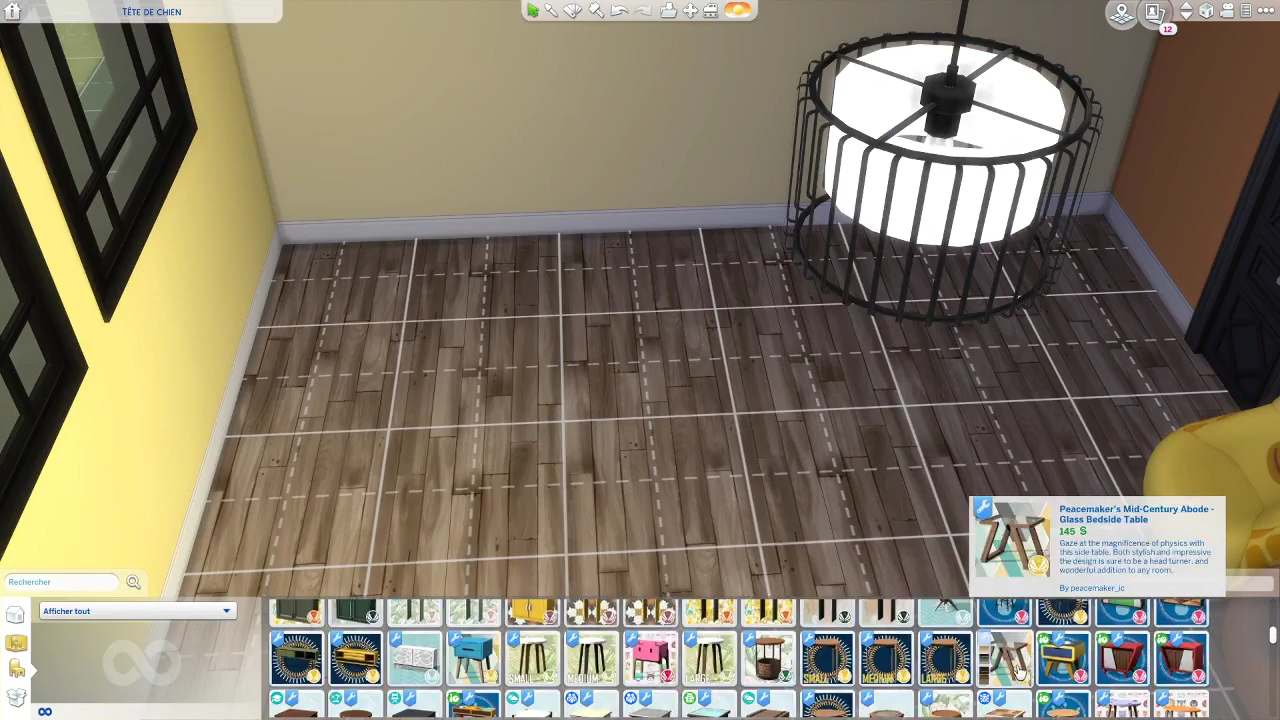 TÊTE DE CHIEN
12
Peacemaker's Mid-Century Abode -
Glass Bedside Table
145 $
Gaze at the magnificence of physics with
this side table. Both stylish and impressive
the design is sure to be a head turner, and
wonderful addition to any room.
By peacemaker_ic
Rechercher
Afficher tout
SMALL
MEDIUM
LARGE
SMALL
MEDIUM
LARGE